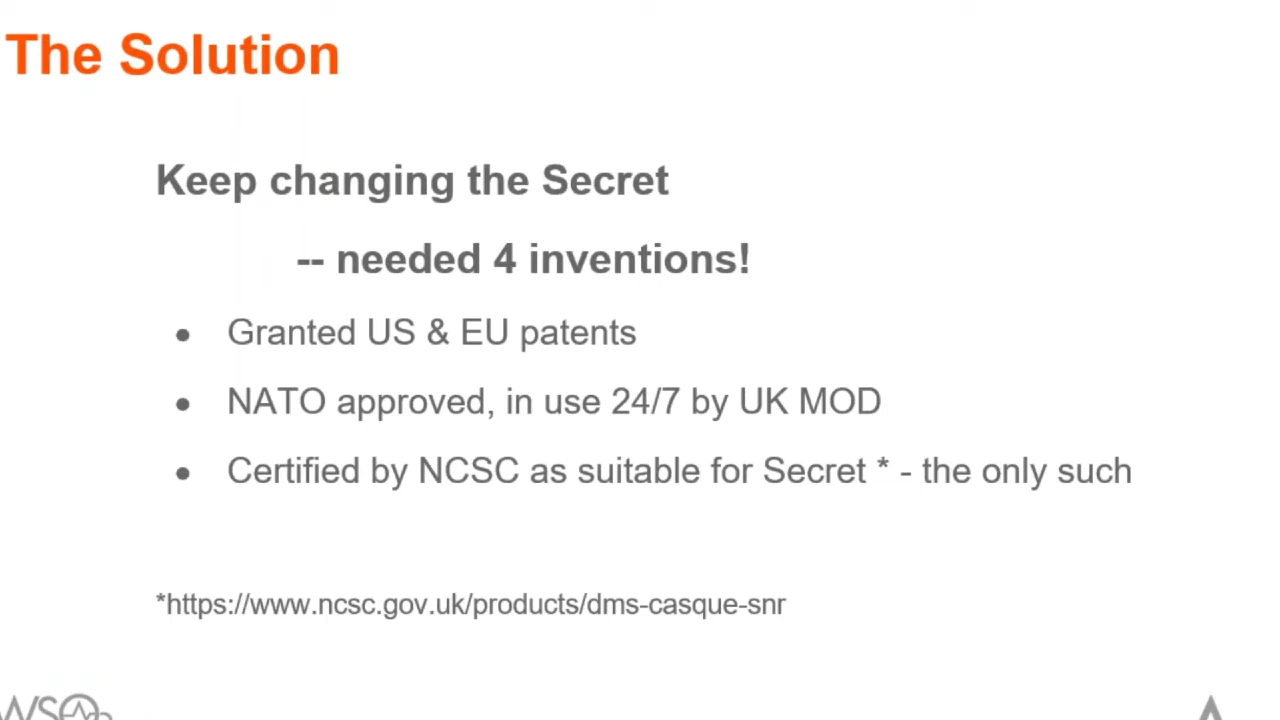 The Solution
Keep changing the Secret
-- needed 4 inventions!
● Granted US & EU patents
● NATO approved, in use 24/7 by UK MOD
● Certified by NCSC as suitable for Secret * - the only such
*https://www.ncsc.gov.uk/products/dms-casque-snr